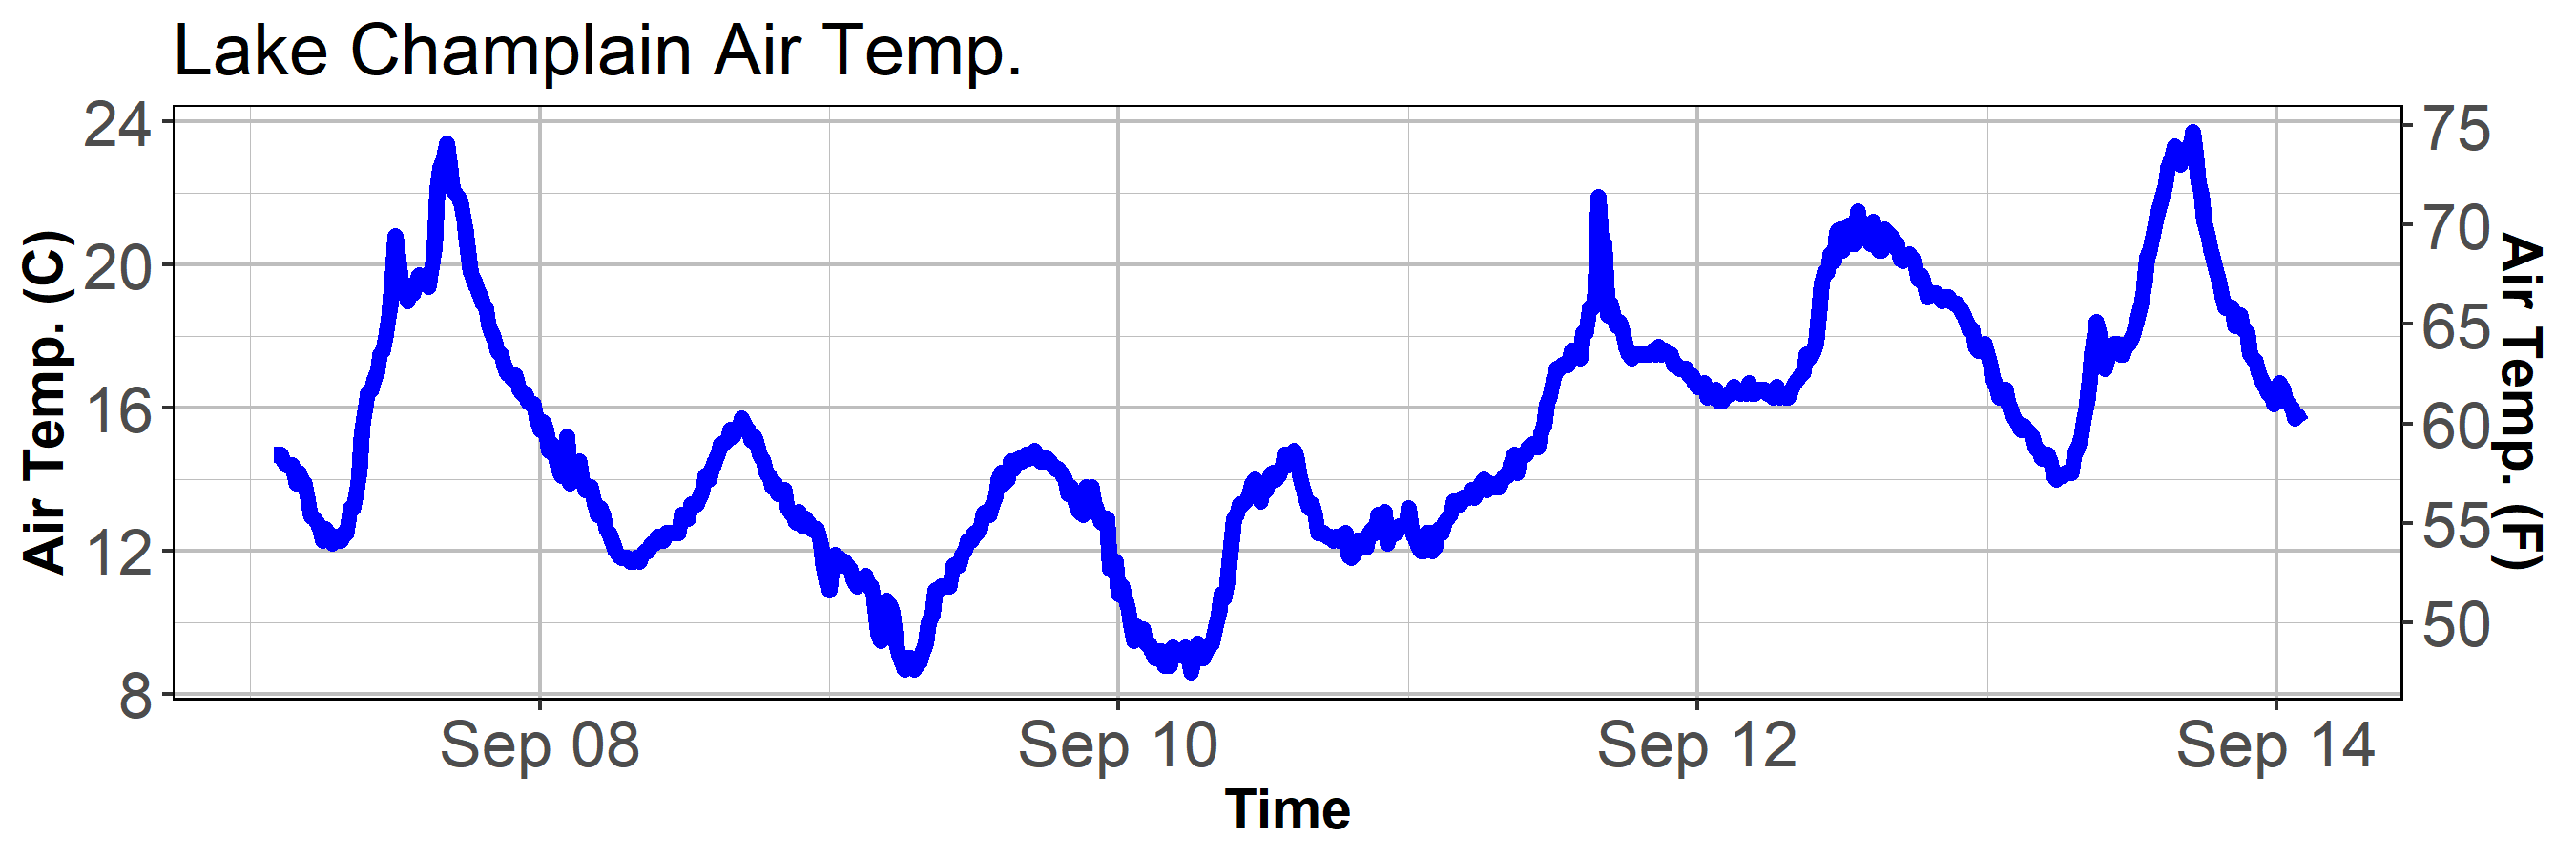 Lake Champlain Air Temp.
24
20
16
12
8
Air Temp. (C)
75
70
65
60
55
50
Air Temp. (F)
Sep 08
Sep 10
Sep 12
Sep 14
Time